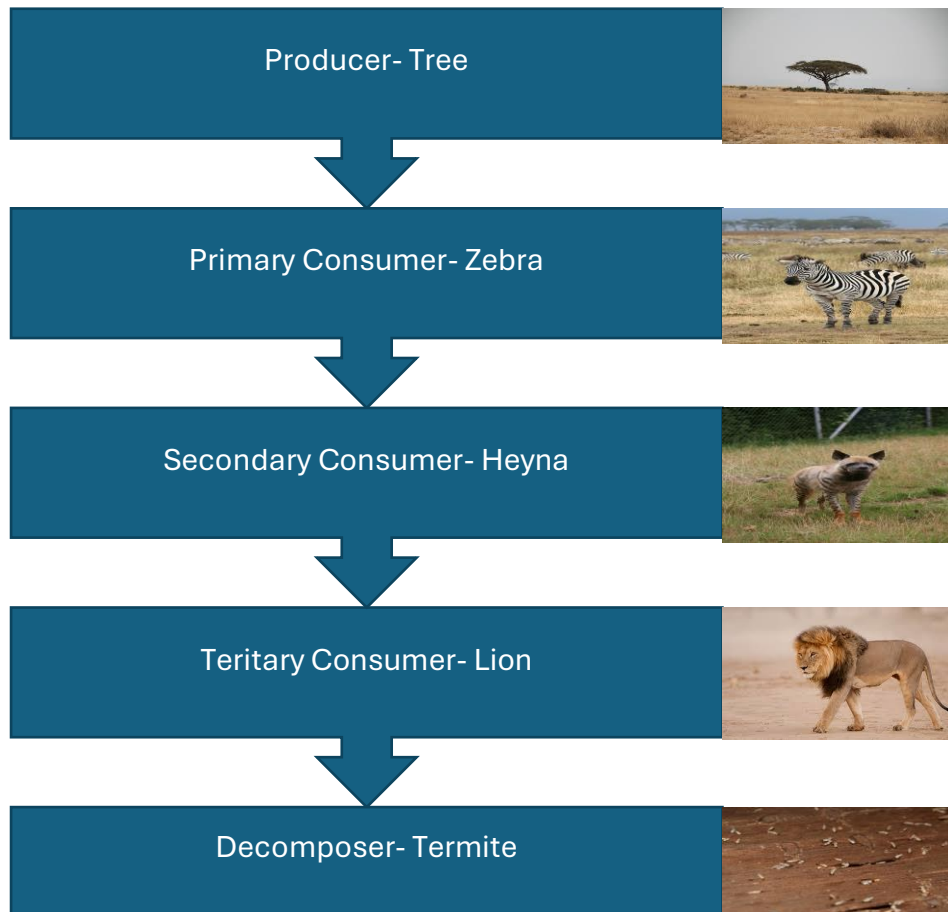 Producer- Tree
Primary Consumer- Zebra
Secondary Consumer- Heyna
Teritary Consumer- Lion
Decomposer- Termite